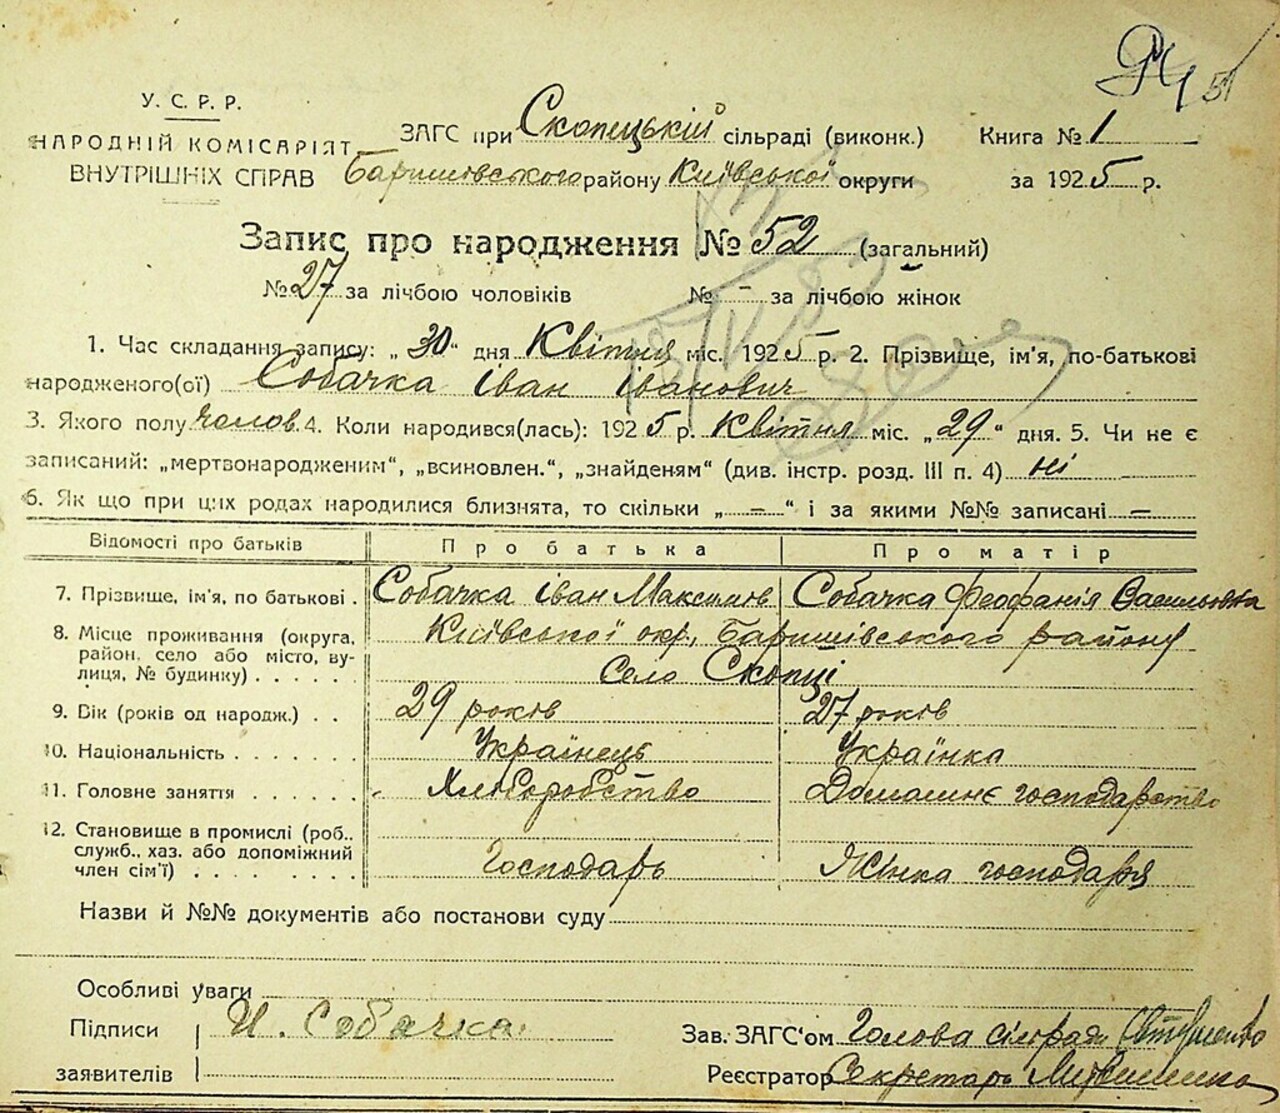 51
У. С. Р. Р.
НАРОДНІЙ КОМІСАРІЯТ
ВНУТРІШНІХ СПРАВ
ЗАГС при Скопецькій сільраді (виконк.) Книга № 1
Баришівського району Київської округи за 1925 р.
Запис про народження № 52 (загальний)
№ 27 за лічбою чоловіків № - за лічбою жінок
1. Час складання запису: „30“ дня Квітня міс. 1925 р. 2. Прізвище, ім'я, по-батькові
народженого(ої) Собачка Іван Іванович
3. Якого полу чолов. 4. Коли народився(лась): 1925 р. Квітня міс. „29“ дня. 5. Чи не є
записаний: „мертвонародженим“, „всиновлен.“, „знайденям“ (див. інстр. розд. III п. 4) ні
6. Як що при цих родах народилися близнята, то скільки „ — “ і за якими №№ записані —
Відомості про батьків Про батька Про матір
7. Прізвище, ім'я, по батькові . Собачка Іван Максимов Собачка Феофанія Васильовна
8. Місце проживання (округа, район, село або місто, вулиця, № будинку) . . . . . Київської окр., Баришівського району
Село Скопці
9. Вік (років од народж.) . . 29 років 27 років
10. Національність . . . . . . . Українець Українка
11. Головне заняття . . . . . . Хліборобство Домашнє господарство
12. Становище в промислі (роб., служб., хаз. або допоміжний член сім'ї) . . . . . . . . Господарь Жінка господаря
Назви й №№ документів або постанови суду
Особливі уваги
Підписи заявителів И. Собачка
Зав. ЗАГС'ом Голова сільради
Реєстратор Секретарь